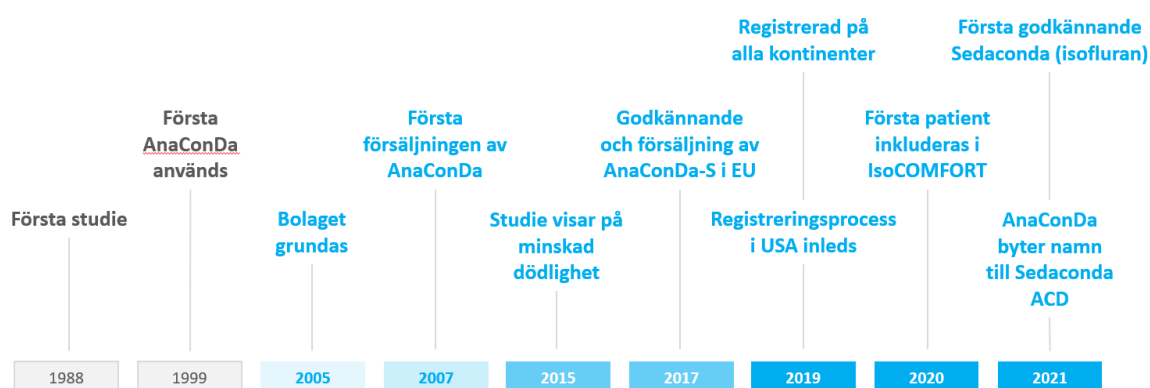 Första studie
Första
AnaConDa
används
Bolaget
grundas
Första
försäljningen av
AnaConDa
Studie visar på
minskad
dödlighet
Godkännande
och försäljning av
AnaConDa-S i EU
Registrerad på
alla kontinenter
Registreringsprocess
i USA inleds
Första patient
inkluderas i
IsoCOMFORT
Första godkännande
Sedaconda (isofluran)
AnaConDa
byter namn
till Sedaconda
ACD
1988
1999
2005
2007
2015
2017
2019
2020
2021